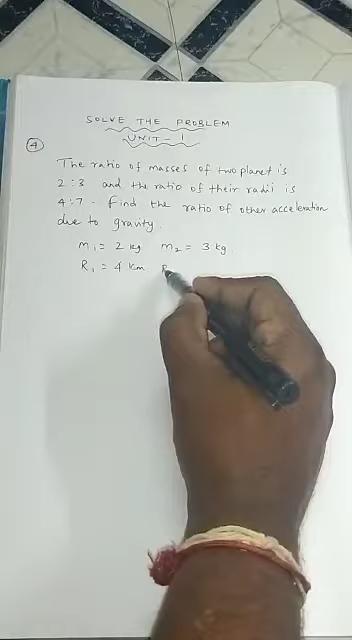 SOLVE THE PROBLEM
UNIT - 1
4
The ratio of masses of two planet is
2:3 and the ratio of their radii is
4:7. Find the ratio of other acceleration
due to gravity.
m₁ = 2 kg m₂ = 3 kg.
R₁ = 4 km